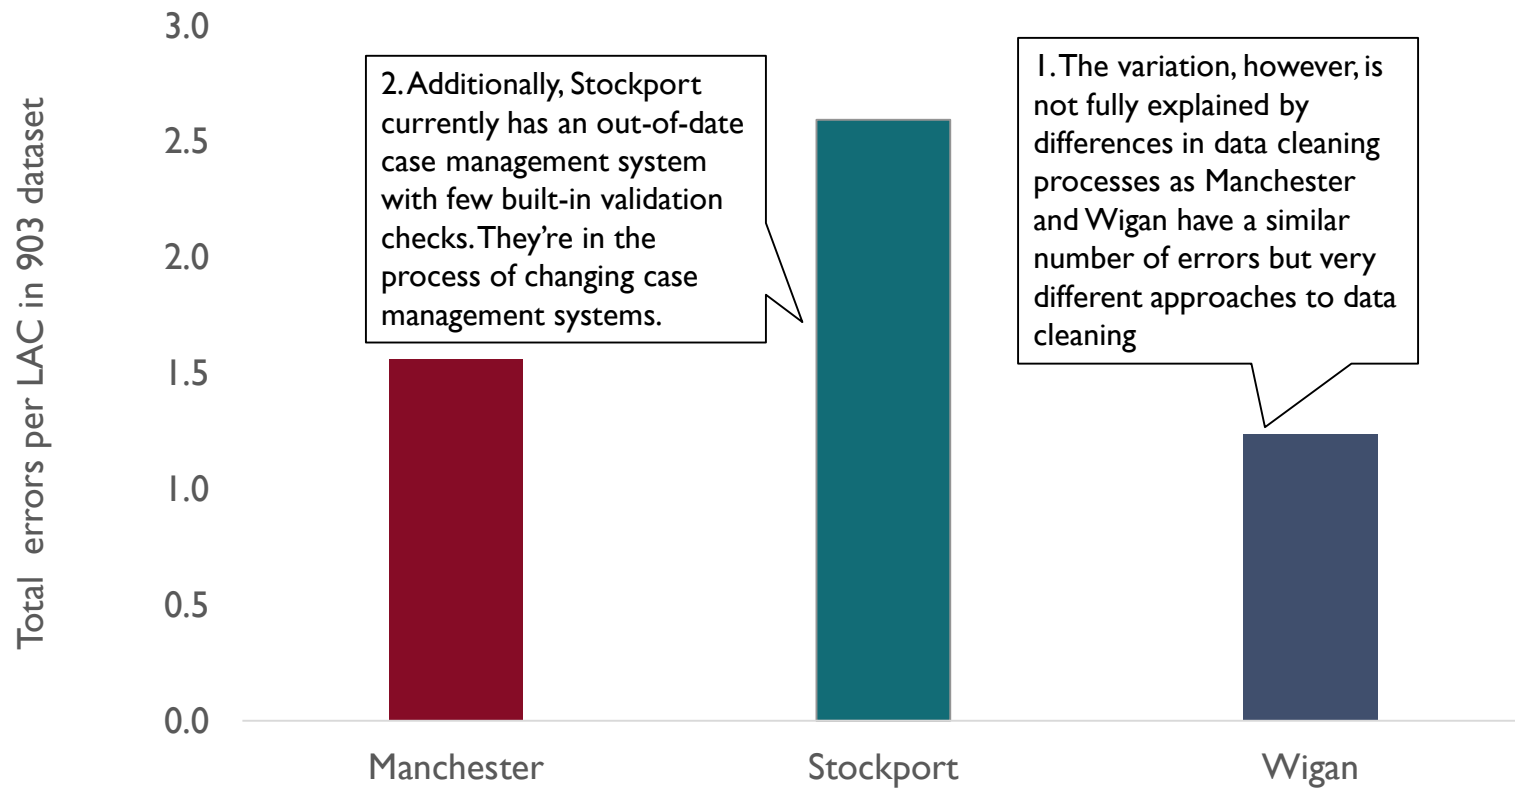 Total errors per LAC in 903 dataset
3.0
2.5
2.0
1.5
1.0
0.5
0.0
2. Additionally, Stockport
currently has an out-of-date
case management system
with few built-in validation
checks. They're in the
process of changing case
management systems.
1. The variation, however, is
not fully explained by
differences in data cleaning
processes as Manchester
and Wigan have a similar
number of errors but very
different approaches to data
cleaning
Manchester
Stockport
Wigan